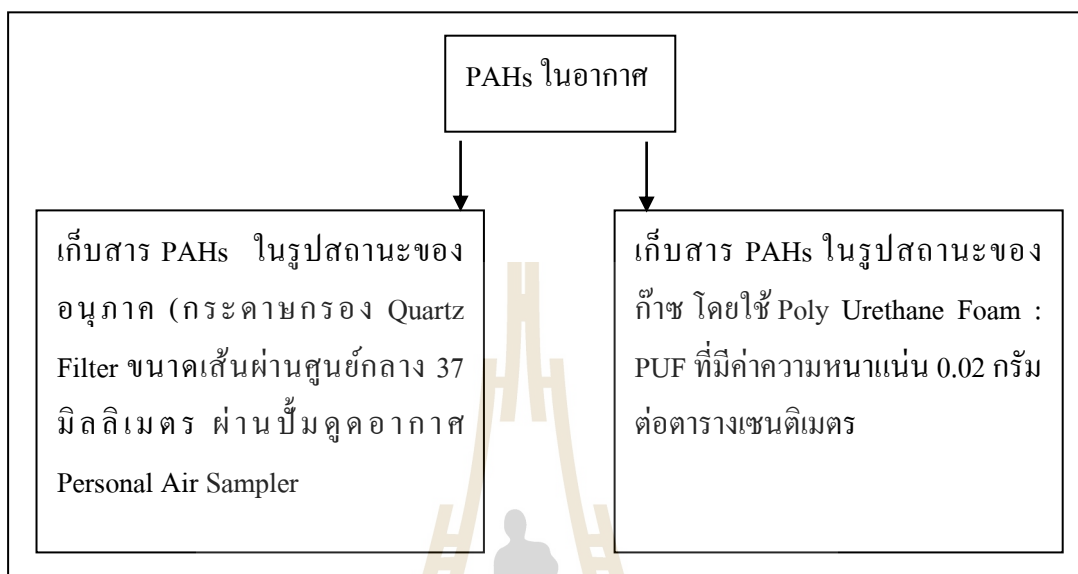 PAHs ในอากาศ
เก็บสาร PAHs ในรูปสถานะของ
อนุภาค (กระดาษกรอง Quartz
Filter ขนาดเส้นผ่านศูนย์กลาง 37
มิลลิเมตร ผ่านปั๊มดูดอากาศ
Personal Air Sampler
เก็บสาร PAHs ในรูปสถานะของ
ก๊าซ โดยใช้ Poly Urethane Foam :
PUF ที่มีค่าความหนาแน่น 0.02 กรัม
ต่อตารางเซนติเมตร